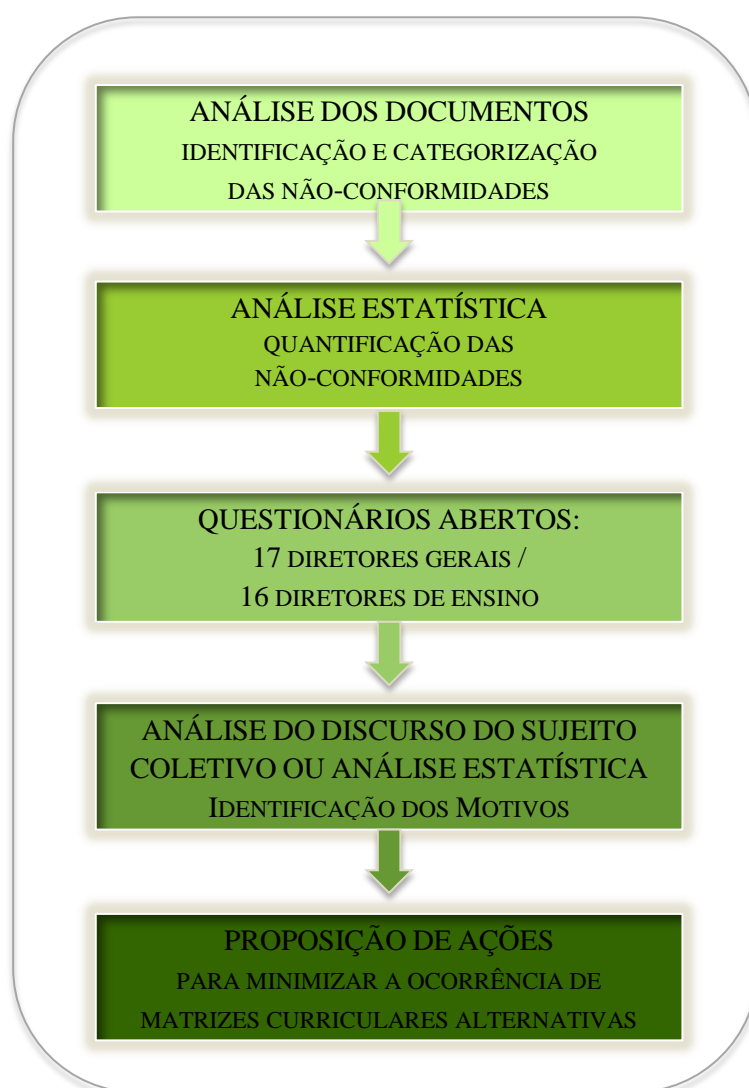 ANÁLISE DOS DOCUMENTOS
IDENTIFICAÇÃO E CATEGORIZAÇÃO
DAS NÃO-CONFORMIDADES
ANÁLISE ESTATÍSTICA
QUANTIFICAÇÃO DAS
NÃO-CONFORMIDADES
QUESTIONÁRIOS ABERTOS:
17 DIRETORES GERAIS /
16 DIRETORES DE ENSINO
ANÁLISE DO DISCURSO DO SUJEITO
COLETIVO OU ANÁLISE ESTATÍSTICA
IDENTIFICAÇÃO DOS MOTIVOS
PROPOSIÇÃO DE AÇÕES
PARA MINIMIZAR A OCORRÊNCIA DE
MATRIZES CURRICULARES ALTERNATIVAS